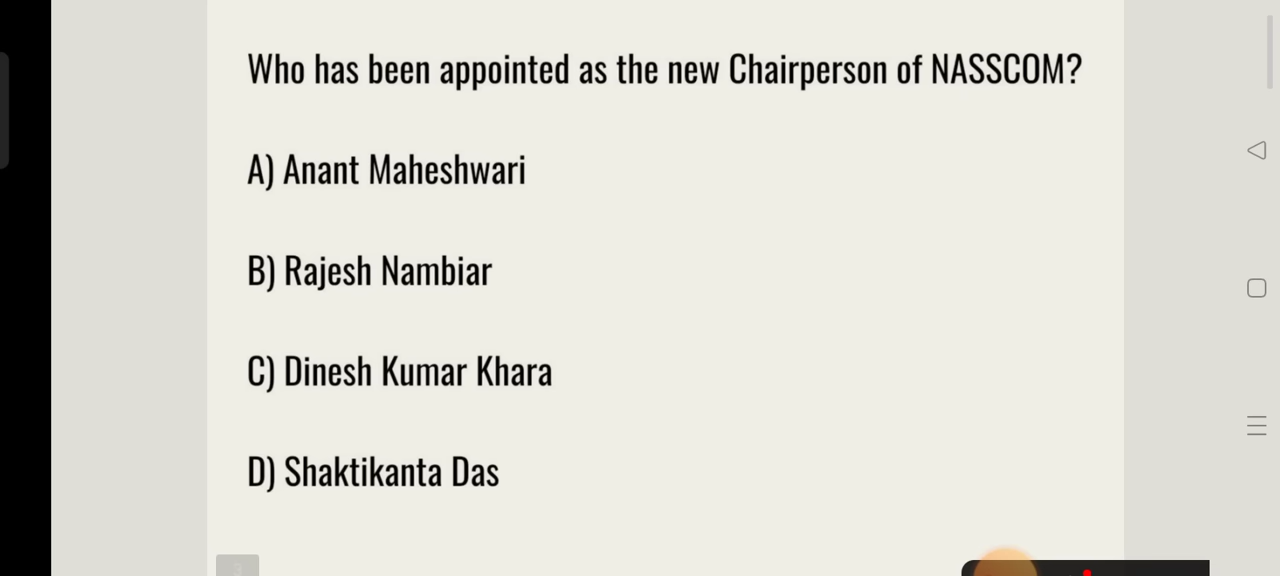 Who has been appointed as the new Chairperson of NASSCOM?
A) Anant Maheshwari
B) Rajesh Nambiar
C) Dinesh Kumar Khara
D) Shaktikanta Das